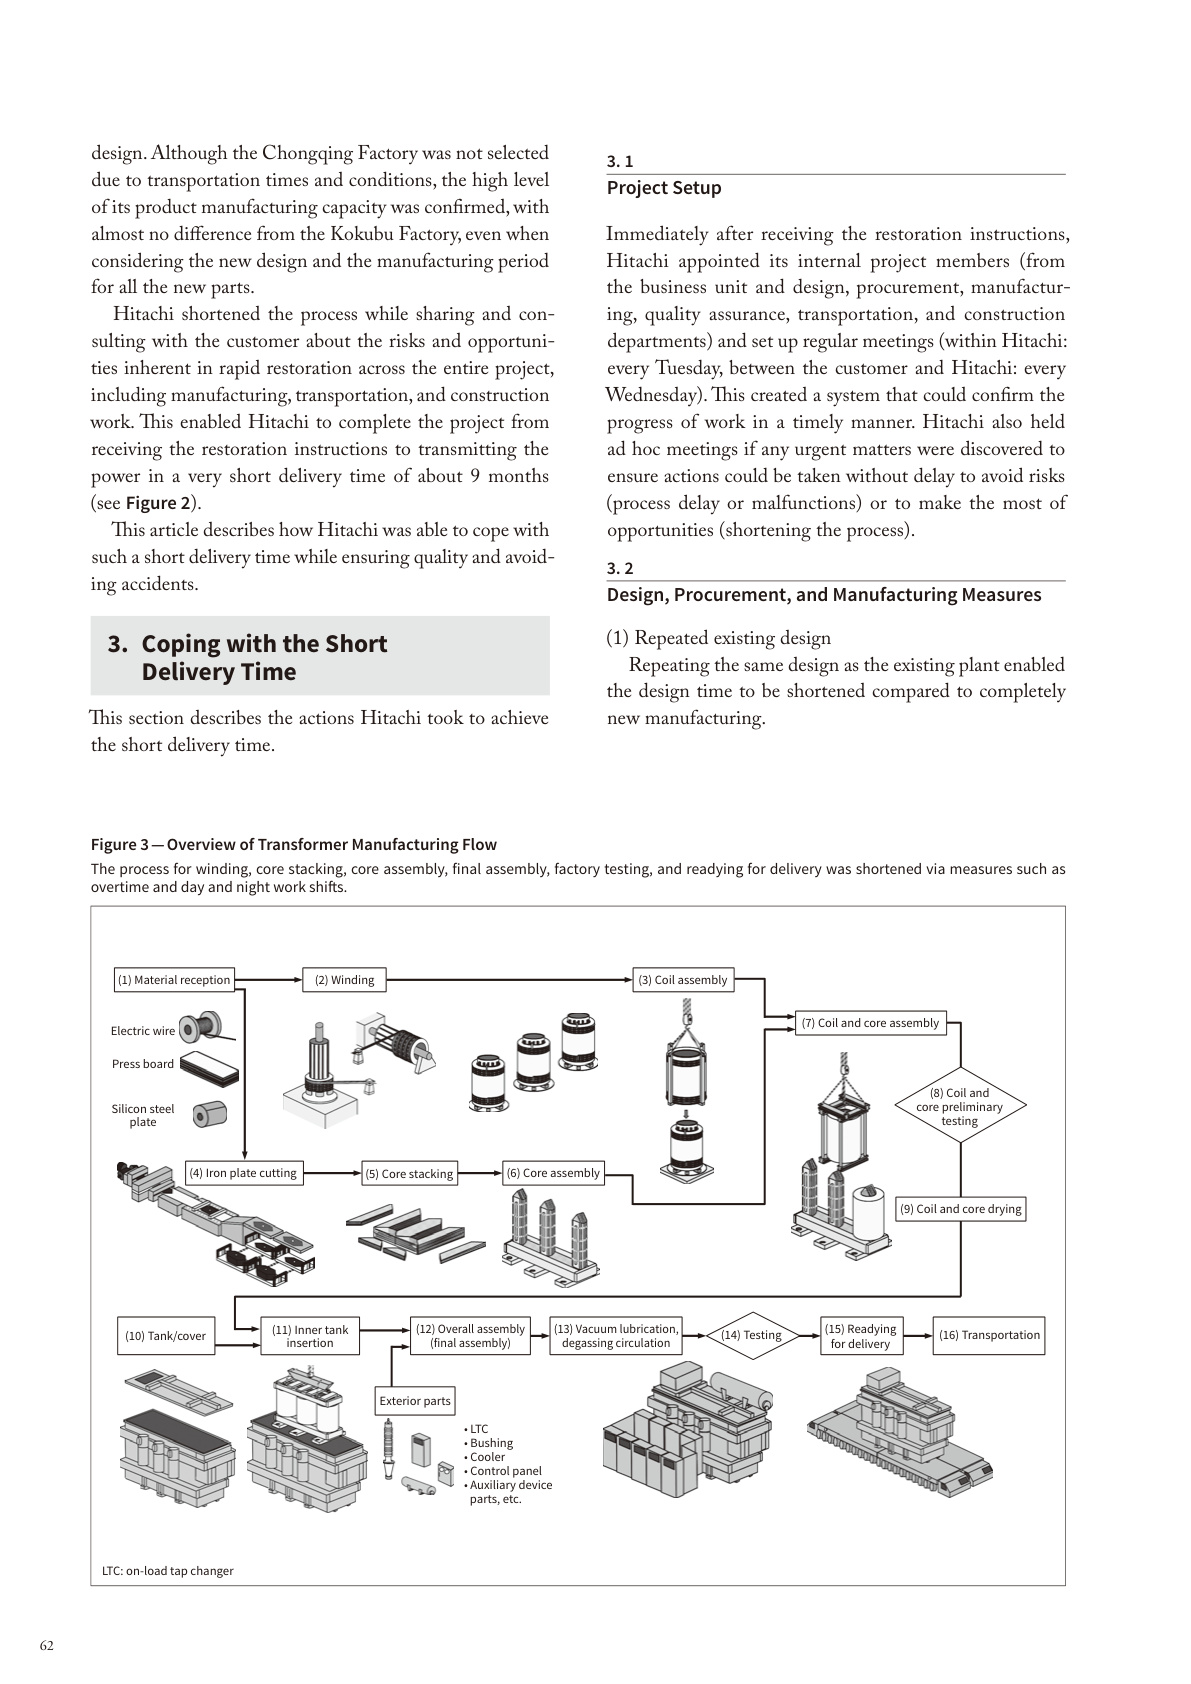 design. Although the Chongqing Factory was not selected
due to transportation times and conditions, the high level
of its product manufacturing capacity was confirmed, with
almost no difference from the Kokubu Factory, even when
considering the new design and the manufacturing period
for all the new parts.
Hitachi shortened the process while sharing and con-
sulting with the customer about the risks and opportuni-
ties inherent in rapid restoration across the entire project,
including manufacturing, transportation, and construction
work. This enabled Hitachi to complete the project from
receiving the restoration instructions to transmitting the
power in a very short delivery time of about 9 months
(see Figure 2).
This article describes how Hitachi was able to cope with
such a short delivery time while ensuring quality and avoid-
ing accidents.
3. Coping with the Short
Delivery Time
This section describes the actions Hitachi took to achieve
the short delivery time.
3. 1
Project Setup
Immediately after receiving the restoration instructions,
Hitachi appointed its internal project members (from
the business unit and design, procurement, manufactur-
ing, quality assurance, transportation, and construction
departments) and set up regular meetings (within Hitachi:
every Tuesday, between the customer and Hitachi: every
Wednesday). This created a system that could confirm the
progress of work in a timely manner. Hitachi also held
ad hoc meetings if any urgent matters were discovered to
ensure actions could be taken without delay to avoid risks
(process delay or malfunctions) or to make the most of
opportunities (shortening the process).
3. 2
Design, Procurement, and Manufacturing Measures
(1) Repeated existing design
Repeating the same design as the existing plant enabled
the design time to be shortened compared to completely
new manufacturing.
Figure 3—Overview of Transformer Manufacturing Flow
The process for winding, core stacking, core assembly, final assembly, factory testing, and readying for delivery was shortened via measures such as
overtime and day and night work shifts.
(1) Material reception
(2) Winding
(3) Coil assembly
(7) Coil and core assembly
Electric wire
Press board
Silicon steel
plate
(8) Coil and
core preliminary
testing
(4) Iron plate cutting
(5) Core stacking
(6) Core assembly
(9) Coil and core drying
(10) Tank/cover
(11) Inner tank
insertion
(12) Overall assembly
(final assembly)
(13) Vacuum lubrication,
degassing circulation
(14) Testing
(15) Readying
for delivery
(16) Transportation
Exterior parts
• LTC
• Bushing
• Cooler
• Control panel
• Auxiliary device
parts, etc.
LTC: on-load tap changer
62